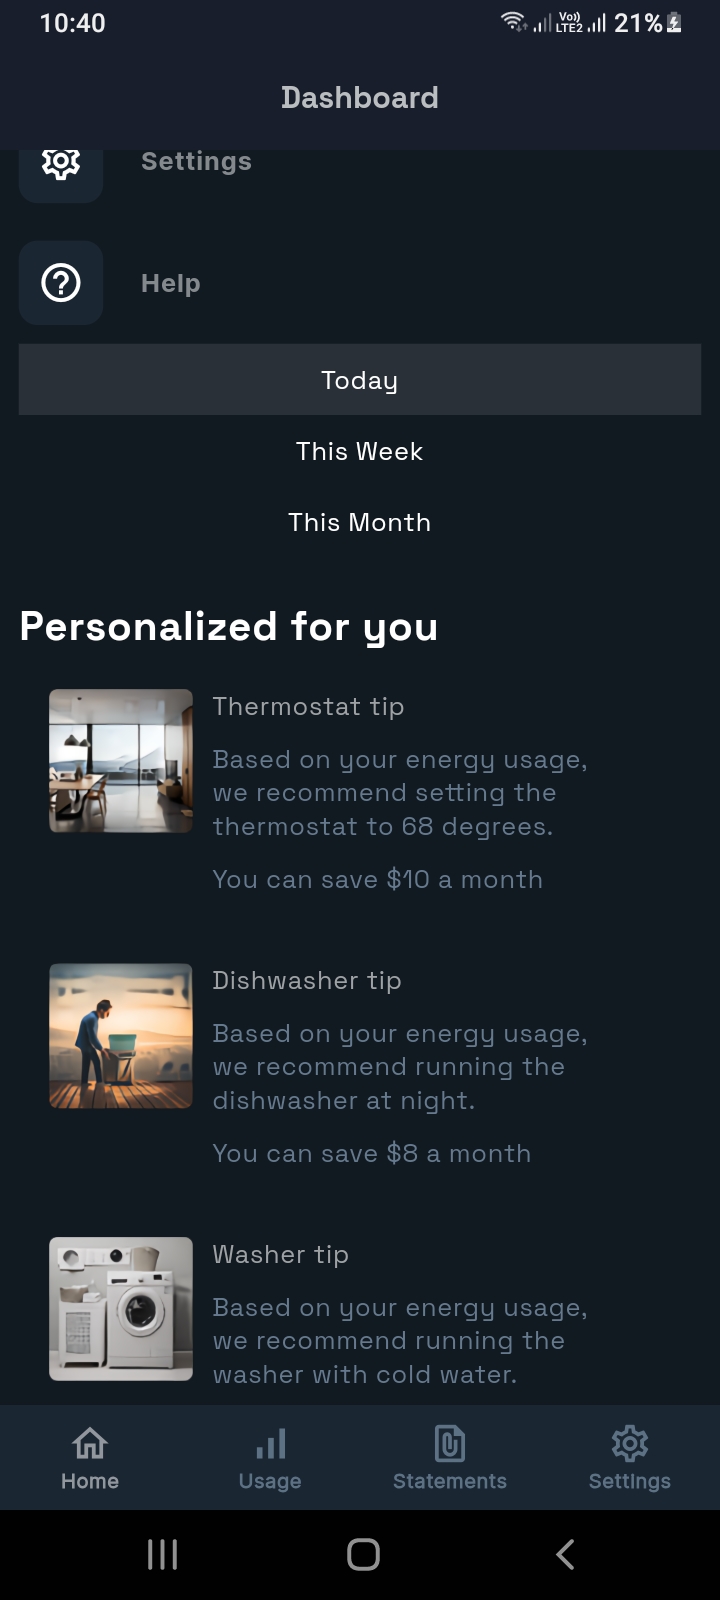 10:40
Vo)) LTE2
21%
Dashboard
Settings
Help
Today
This Week
This Month
Personalized for you
Thermostat tip
Based on your energy usage,
we recommend setting the
thermostat to 68 degrees.
You can save $10 a month
Dishwasher tip
Based on your energy usage,
we recommend running the
dishwasher at night.
You can save $8 a month
Washer tip
Based on your energy usage,
we recommend running the
washer with cold water.
Home
Usage
Statements
Settings